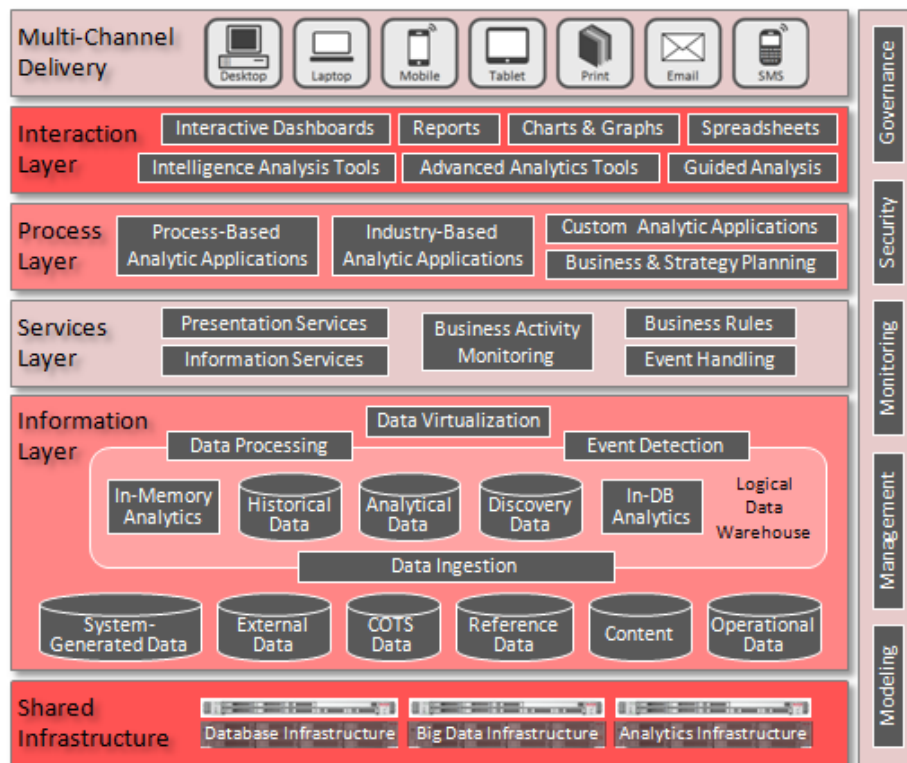 Multi-Channel
Delivery
Desktop
Laptop
Mobile
Tablet
Print
Email
SMS
Interaction
Layer
Interactive Dashboards
Reports
Charts & Graphs
Spreadsheets
Intelligence Analysis Tools
Advanced Analytics Tools
Guided Analysis
Process
Layer
Process-Based
Analytic Applications
Industry-Based
Analytic Applications
Custom Analytic Applications
Business & Strategy Planning
Services
Layer
Presentation Services
Information Services
Business Activity
Monitoring
Business Rules
Event Handling
Information
Layer
Data Virtualization
Data Processing
Event Detection
In-Memory
Analytics
Historical
Data
Analytical
Data
Discovery
Data
In-DB
Analytics
Logical
Data
Warehouse
Data Ingestion
System-
Generated Data
External
Data
COTS
Data
Reference
Data
Content
Operational
Data
Shared
Infrastructure
Database Infrastructure
Big Data Infrastructure
Analytics Infrastructure
Governance
Security
Monitoring
Management
Modeling